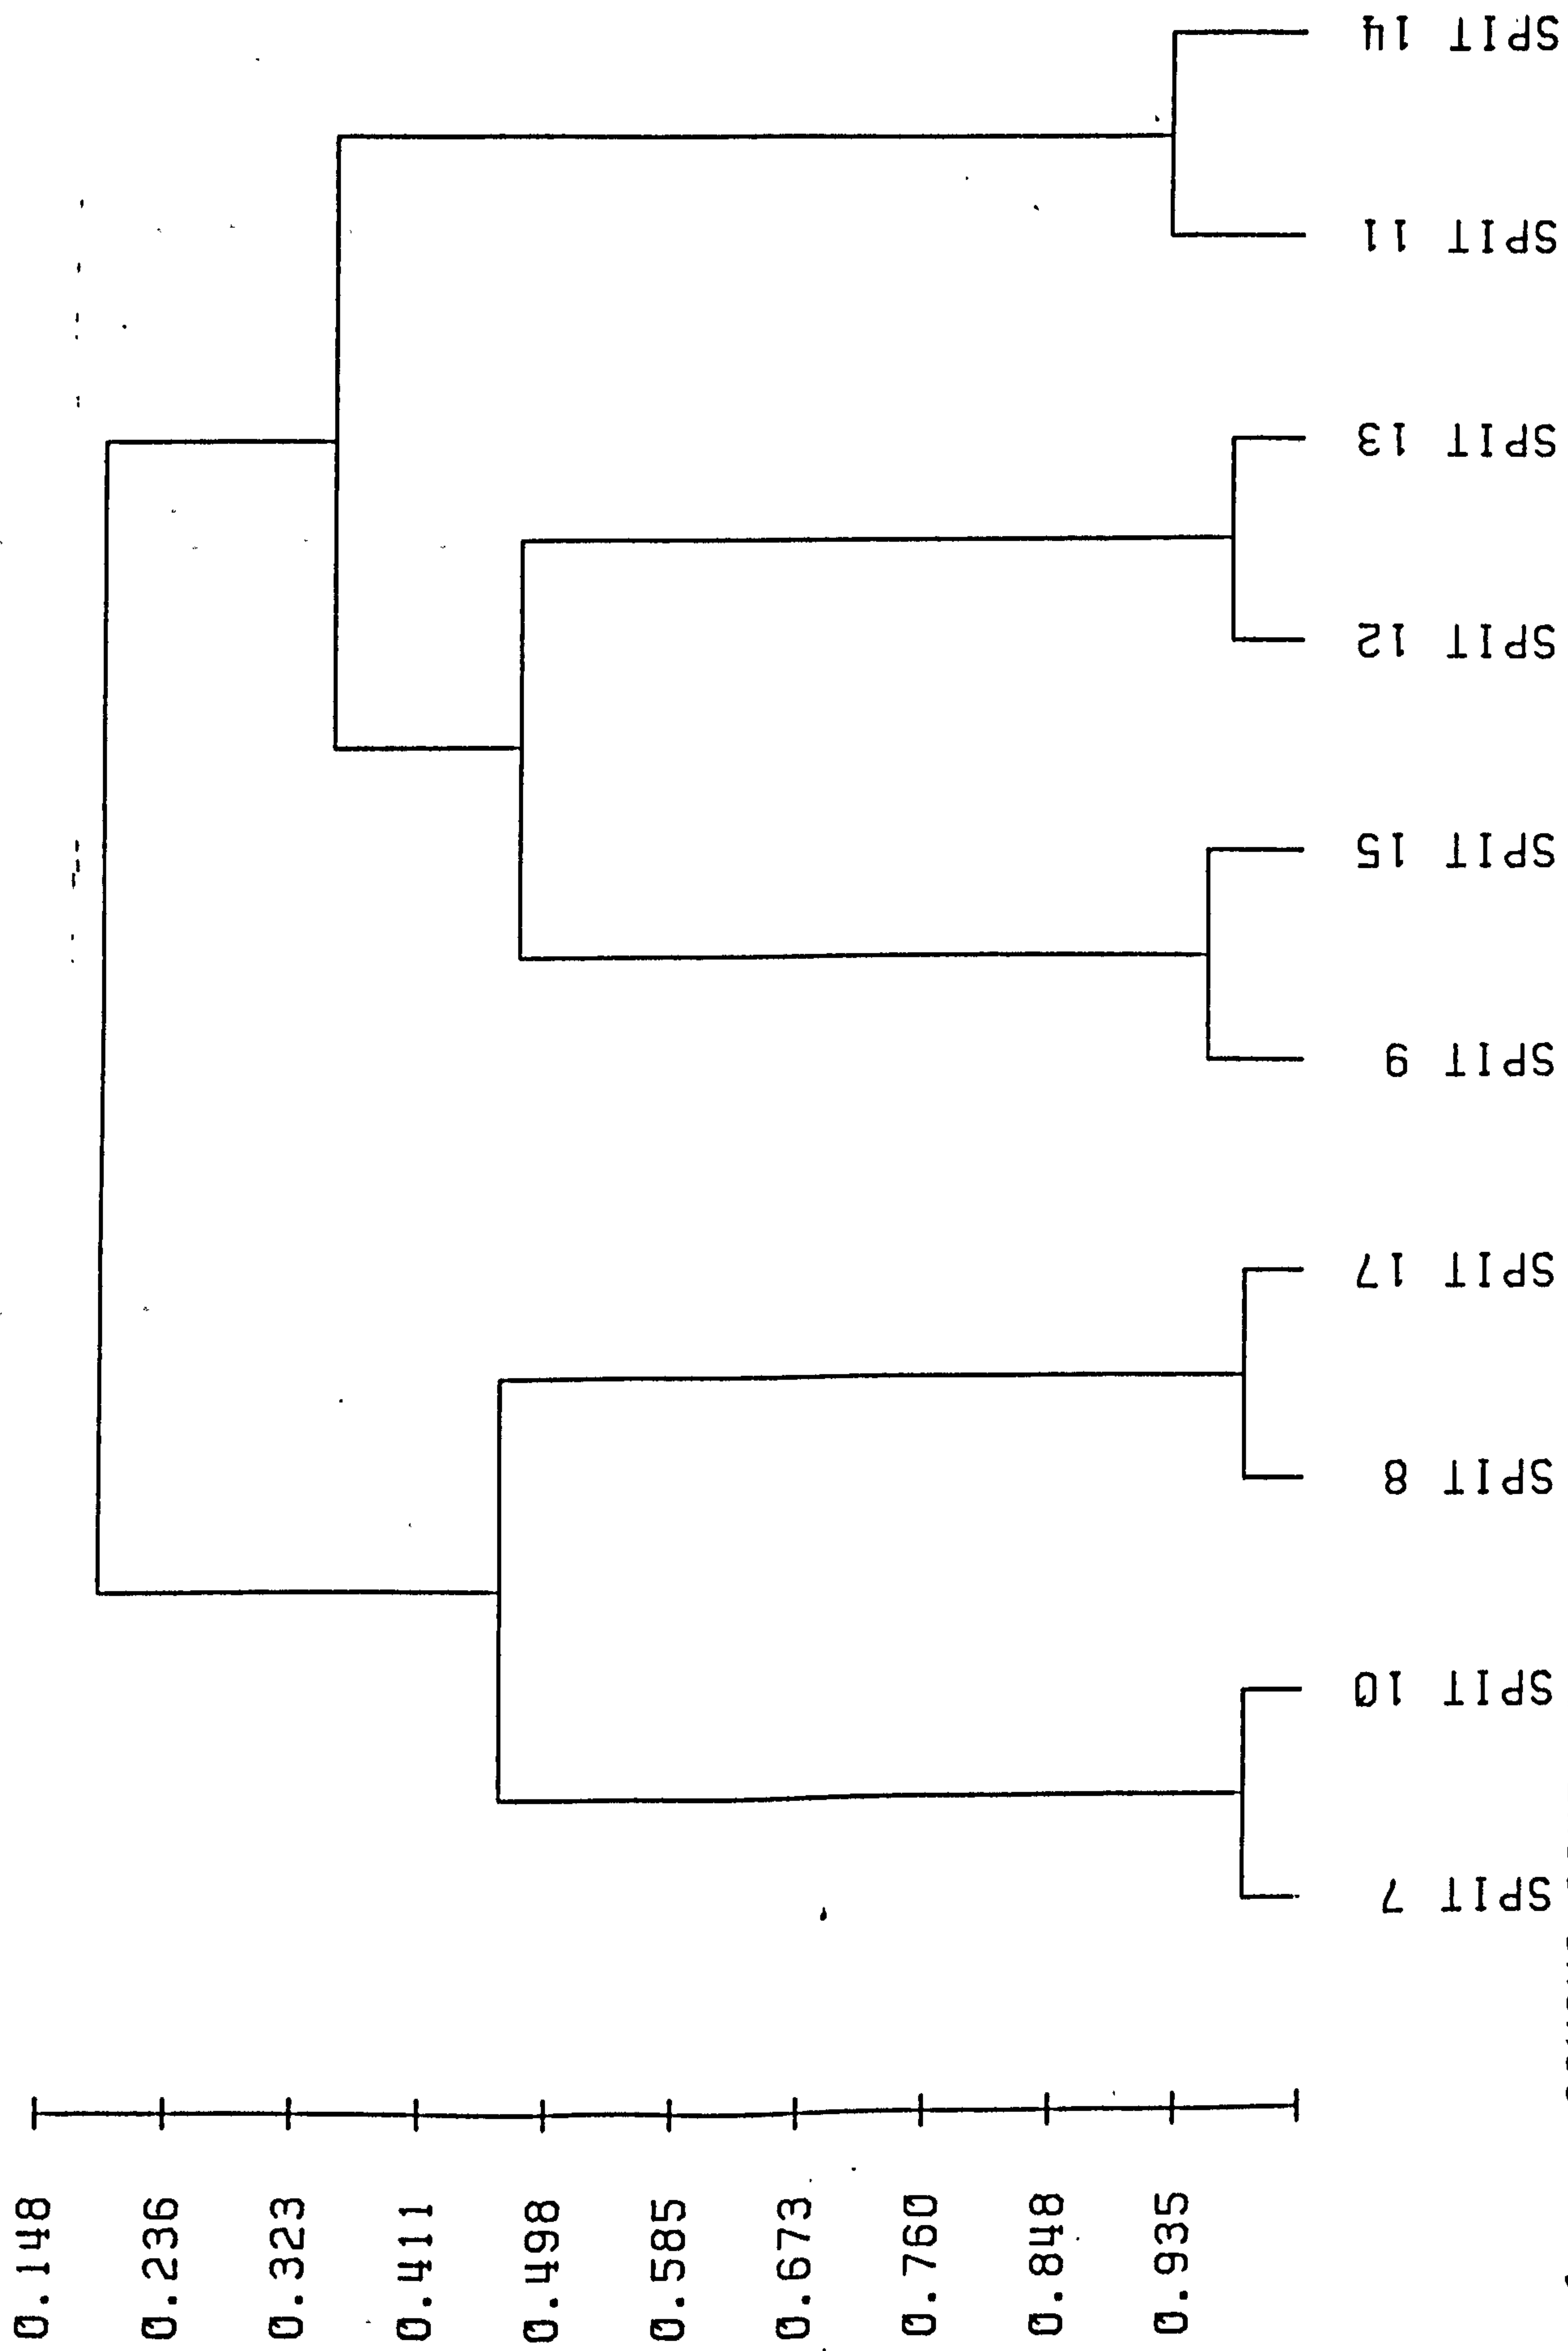 SPIT 14
SPIT 11
SPIT 13
SPIT 12
SPIT 15
SPIT 9
SPIT 17
SPIT 8
SPIT 10
SPIT 7
0.148
0.236
0.323
0.411
0.498
0.585
0.673
0.760
0.848
0.935